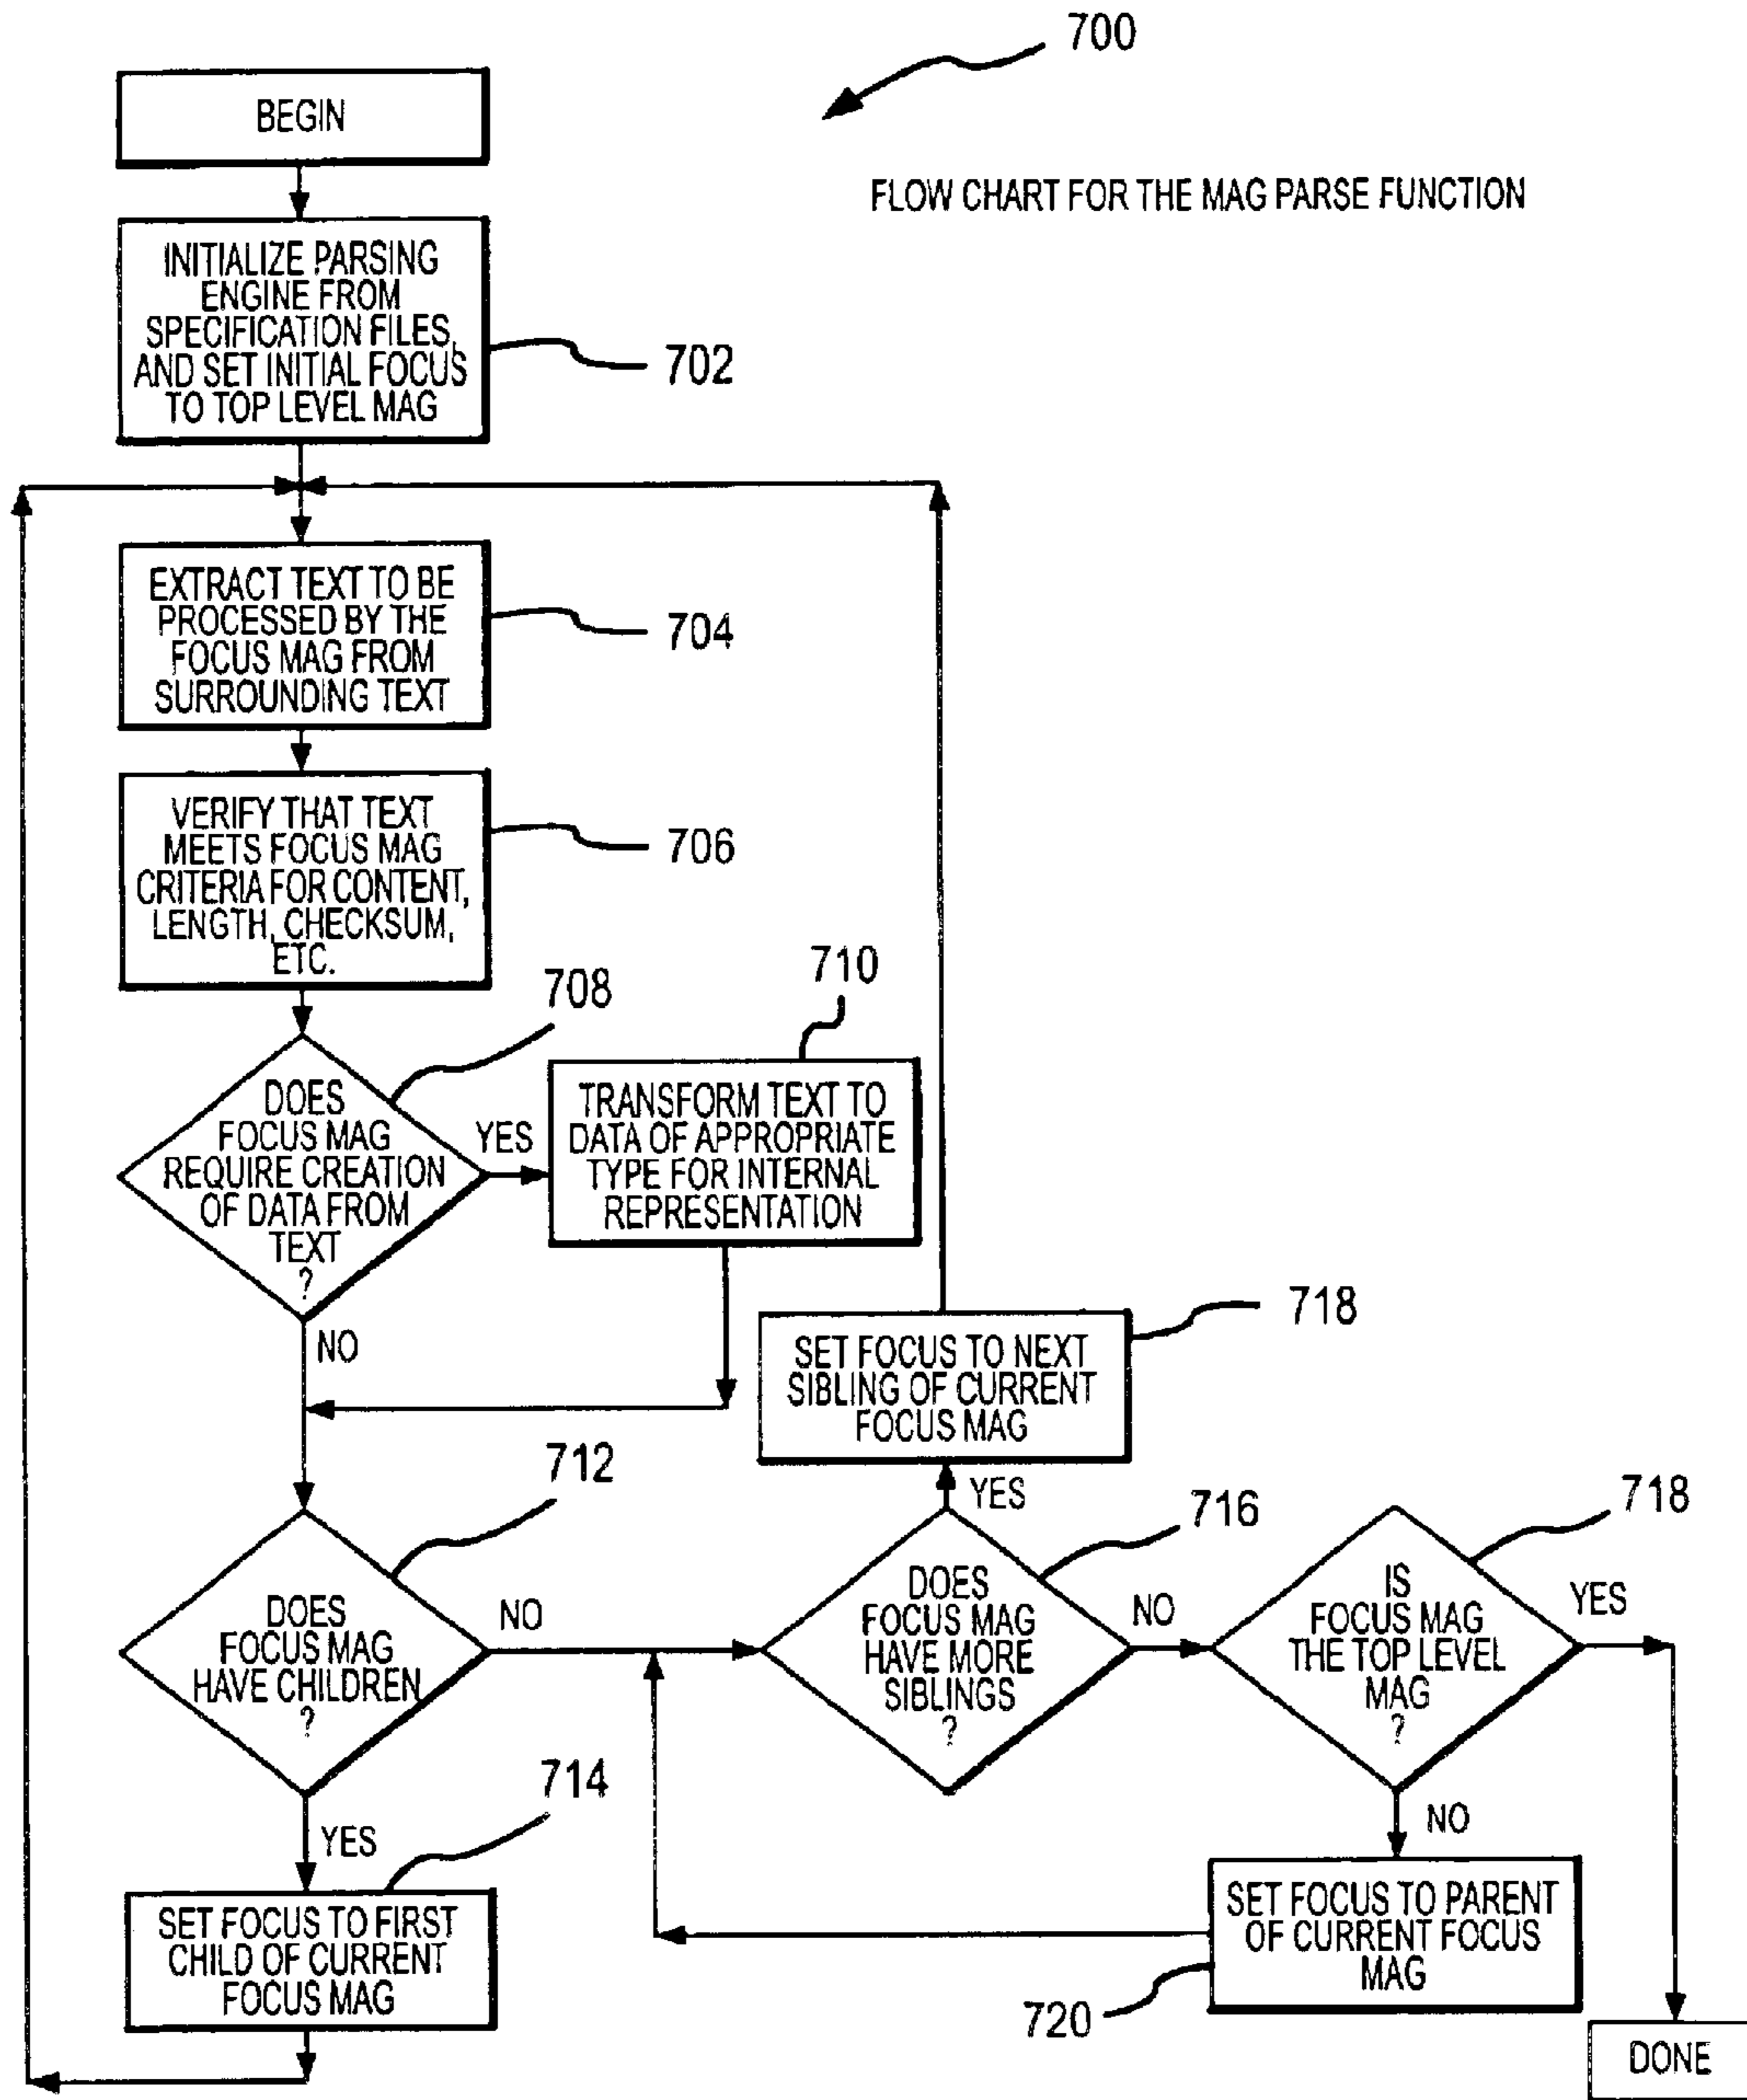 700
BEGIN
FLOW CHART FOR THE MAG PARSE FUNCTION
INITIALIZE PARSING
ENGINE FROM
SPECIFICATION FILES,
AND SET INITIAL FOCUS
TO TOP LEVEL MAG
702
EXTRACT TEXT TO BE
PROCESSED BY THE
FOCUS MAG FROM
SURROUNDING TEXT
704
VERIFY THAT TEXT
MEETS FOCUS MAG
CRITERIA FOR CONTENT,
LENGTH, CHECKSUM,
ETC.
706
708
DOES
FOCUS MAG
REQUIRE CREATION
OF DATA FROM
TEXT
?
YES
NO
710
TRANSFORM TEXT TO
DATA OF APPROPRIATE
TYPE FOR INTERNAL
REPRESENTATION
718
SET FOCUS TO NEXT
SIBLING OF CURRENT
FOCUS MAG
712
DOES
FOCUS MAG
HAVE CHILDREN
?
NO
YES
716
DOES
FOCUS MAG
HAVE MORE
SIBLINGS
?
YES
NO
718
IS
FOCUS MAG
THE TOP LEVEL
MAG
?
YES
NO
714
SET FOCUS TO FIRST
CHILD OF CURRENT
FOCUS MAG
SET FOCUS TO PARENT
OF CURRENT FOCUS
MAG
720
DONE